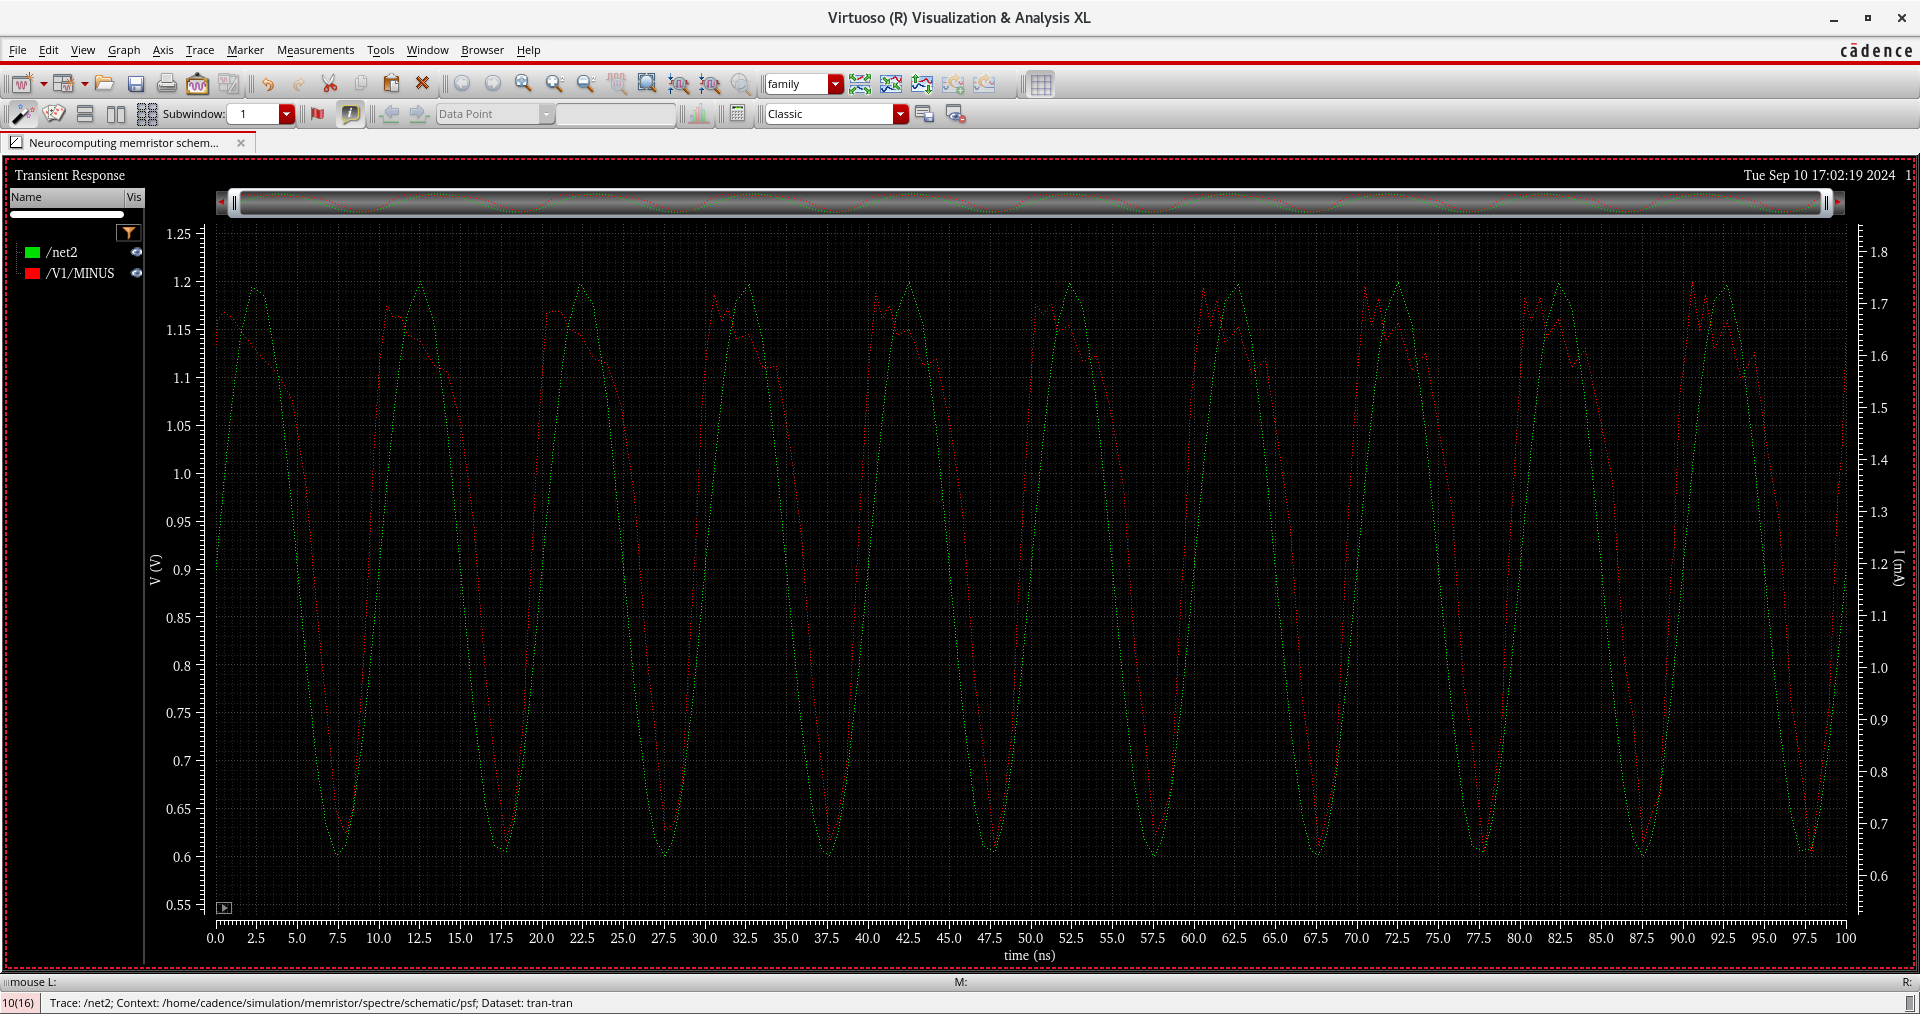 Virtuoso (R) Visualization & Analysis XL
File Edit View Graph Axis Trace Marker Measurements Tools Window Browser Help
cādence
family
Subwindow: 1
Data Point
Classic
Neurocomputing memristor schem...
Transient Response
Tue Sep 10 17:02:19 2024 1
Name Vis
/net2
/V1/MINUS
1.25
1.2
1.15
1.1
1.05
1.0
0.95
0.9
0.85
0.8
0.75
0.7
0.65
0.6
0.55
V (V)
1.8
1.7
1.6
1.5
1.4
1.3
1.2
1.1
1.0
0.9
0.8
0.7
0.6
I (mA)
0.0 2.5 5.0 7.5 10.0 12.5 15.0 17.5 20.0 22.5 25.0 27.5 30.0 32.5 35.0 37.5 40.0 42.5 45.0 47.5 50.0 52.5 55.0 57.5 60.0 62.5 65.0 67.5 70.0 72.5 75.0 77.5 80.0 82.5 85.0 87.5 90.0 92.5 95.0 97.5 100
time (ns)
mouse L: M: R:
10(16) Trace: /net2; Context: /home/cadence/simulation/memristor/spectre/schematic/psf; Dataset: tran-tran